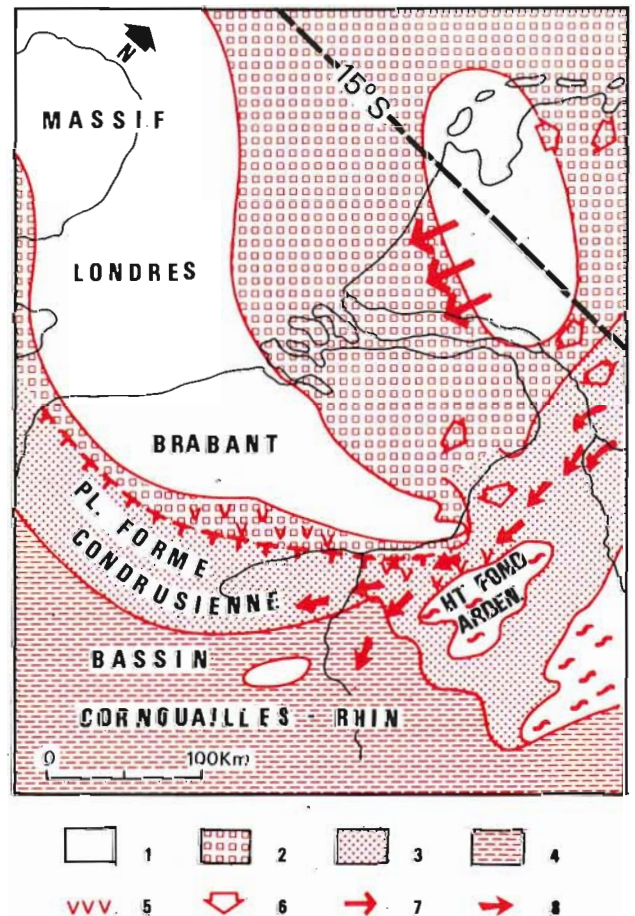 N
MASSIF
15°S
LONDRES
BRABANT
PL. FORME
CONDRUSIENNE
HT FOND
ARDEN.
BASSIN
CORNOUAILLES - RHIN
0 100Km
1 2 3 4
5 6 7 8